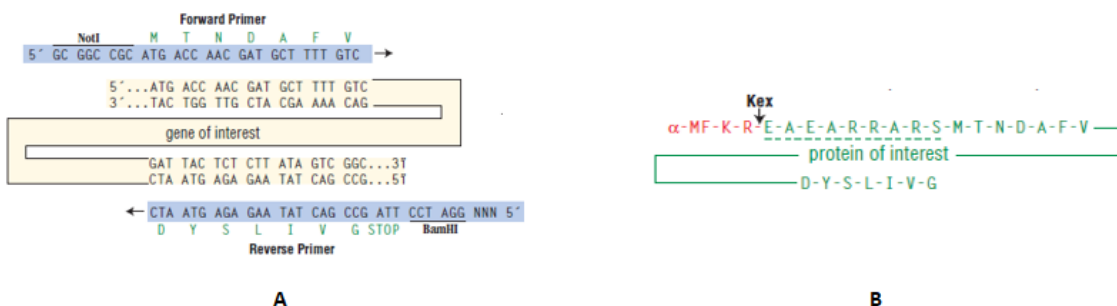 Forward Primer
NotI M T N D A F V
5´ GC GGC CGC ATG ACC AAC GAT GCT TTT GTC
5´...ATG ACC AAC GAT GCT TTT GTC
3´...TAC TGG TTG CTA CGA AAA CAG
gene of interest
GAT TAC TCT CTT ATA GTC GGC...3T
CTA ATG AGA GAA TAT CAG CCG...5T
CTA ATG AGA GAA TAT CAG CCG ATT CCT AGG NNN 5´
D Y S L I V G STOP BamHI
Reverse Primer
A
Kex
α-MF-K-R-E-A-E-A-R-R-A-R-S-M-T-N-D-A-F-V
protein of interest
D-Y-S-L-I-V-G
B